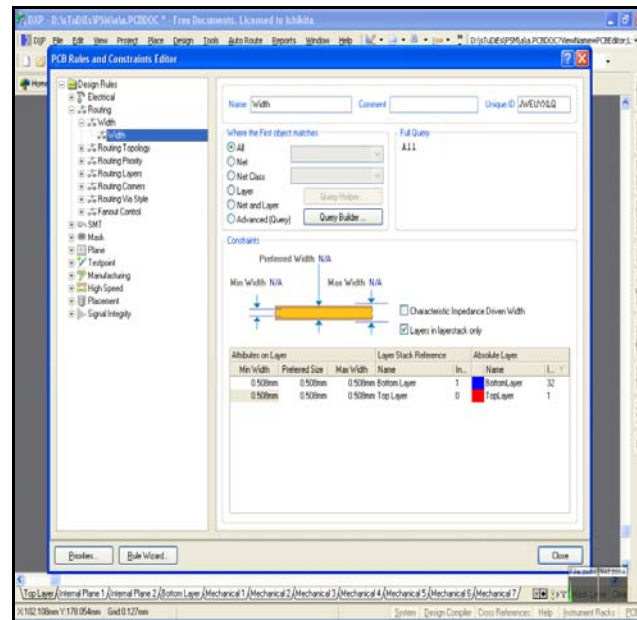 DXP - D:\sTuDiEs\PSM\a\a.PCBDOC * - Free Documents. Licensed to ishikita
DXP File Edit View Project Place Design Tools Auto Route Reports Window Help
PCB Rules and Constraints Editor
Home
Design Rules
Electrical
Routing
Width
Width
Routing Topology
Routing Priority
Routing Layers
Routing Corners
Routing Via Style
Fanout Control
SMT
Mask
Plane
Testpoint
Manufacturing
High Speed
Placement
Signal Integrity
Name Width Comment Unique ID
Where the First object matches
All
Net
Net Class
Layer
Net and Layer
Advanced (Query)
Query Helper ...
Query Builder ...
Full Query
All
Constraints
Preferred Width N/A
Min Width N/A Max Width N/A
Characteristic Impedance Driven Width
Layers in layerstack only
Attributes on Layer Layer Stack Reference Absolute Layer
Min Width Preferred Size Max Width Name In... Name I...
0.508mm 0.508mm 0.508mm Bottom Layer 1 BottomLayer 32
0.508mm 0.508mm 0.508mm Top Layer 0 TopLayer 1
Priorities... Rule Wizard... Close
Top Layer Internal Plane 1 Internal Plane 2 Bottom Layer Mechanical 1 Mechanical 2 Mechanical 3 Mechanical 4 Mechanical 5 Mechanical 6 Mechanical 7 Mask Level Clear
X:102.108mm Y:178.054mm Grid:0.127mm System Design Compiler Docs References Help Instrument Racks PCB